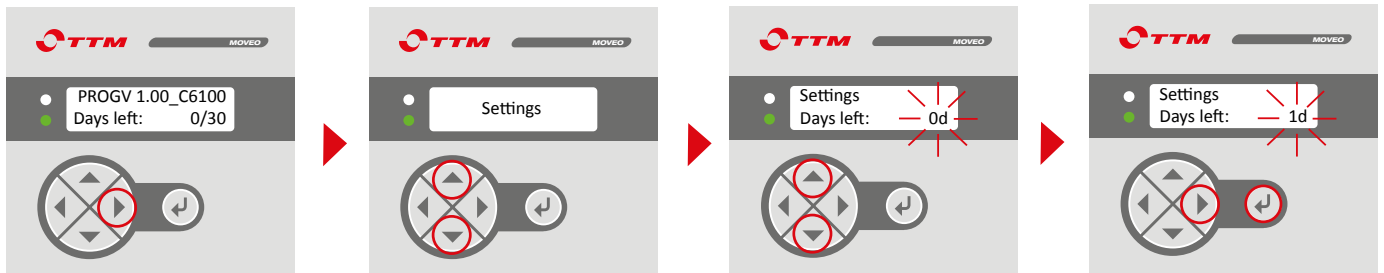 TTM MOVEO
PROGV 1.00_C6100
Days left: 0/30
TTM MOVEO
Settings
TTM MOVEO
Settings
Days left: 0d
TTM MOVEO
Settings
Days left: 1d